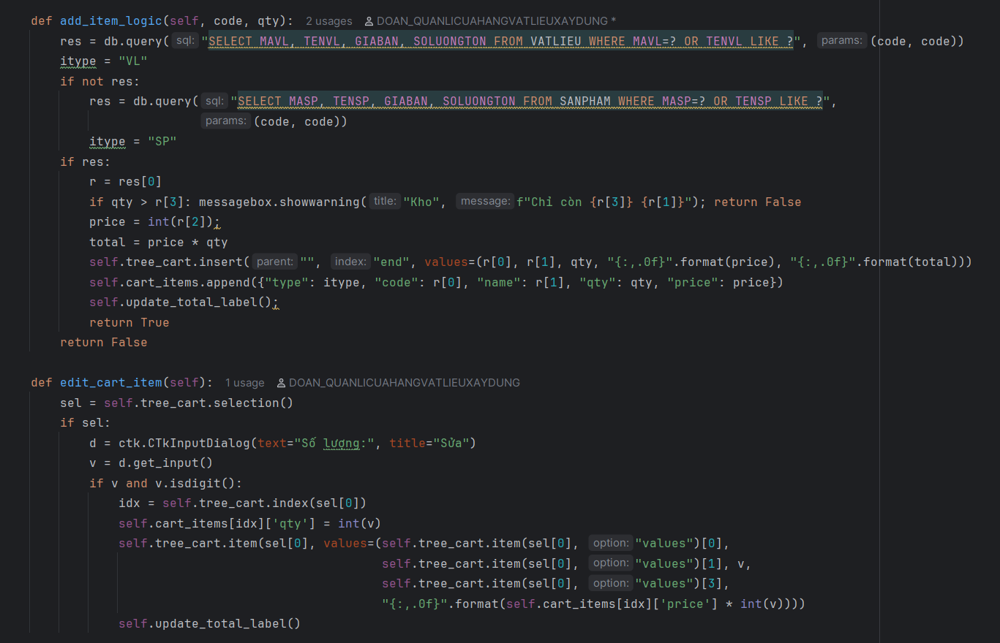 def add_item_logic(self, code, qty): 2 usages DOAN_QUANLICUAHANGVATLIEUXAYDUNG *
res = db.query( sql: "SELECT MAVL, TENVL, GIABAN, SOLUONGTON FROM VATLIEU WHERE MAVL=? OR TENVL LIKE ?", params: (code, code))
itype = "VL"
if not res:
res = db.query( sql: "SELECT MASP, TENSP, GIABAN, SOLUONGTON FROM SANPHAM WHERE MASP=? OR TENSP LIKE ?",
params: (code, code))
itype = "SP"
if res:
r = res[0]
if qty > r[3]: messagebox.showwarning( title: "Kho", message: f"Chỉ còn {r[3]} {r[1]}"); return False
price = int(r[2]);
total = price * qty
self.tree_cart.insert( parent: "", index: "end", values=(r[0], r[1], qty, "{:,.0f}".format(price), "{:,.0f}".format(total)))
self.cart_items.append({"type": itype, "code": r[0], "name": r[1], "qty": qty, "price": price})
self.update_total_label();
return True
return False
def edit_cart_item(self): 1 usage DOAN_QUANLICUAHANGVATLIEUXAYDUNG
sel = self.tree_cart.selection()
if sel:
d = ctk.CTkInputDialog(text="Số lượng:", title="Sửa")
v = d.get_input()
if v and v.isdigit():
idx = self.tree_cart.index(sel[0])
self.cart_items[idx]['qty'] = int(v)
self.tree_cart.item(sel[0], values=(self.tree_cart.item(sel[0], option: "values")[0],
self.tree_cart.item(sel[0], option: "values")[1], v,
self.tree_cart.item(sel[0], option: "values")[3],
"{:,.0f}".format(self.cart_items[idx]['price'] * int(v))))
self.update_total_label()